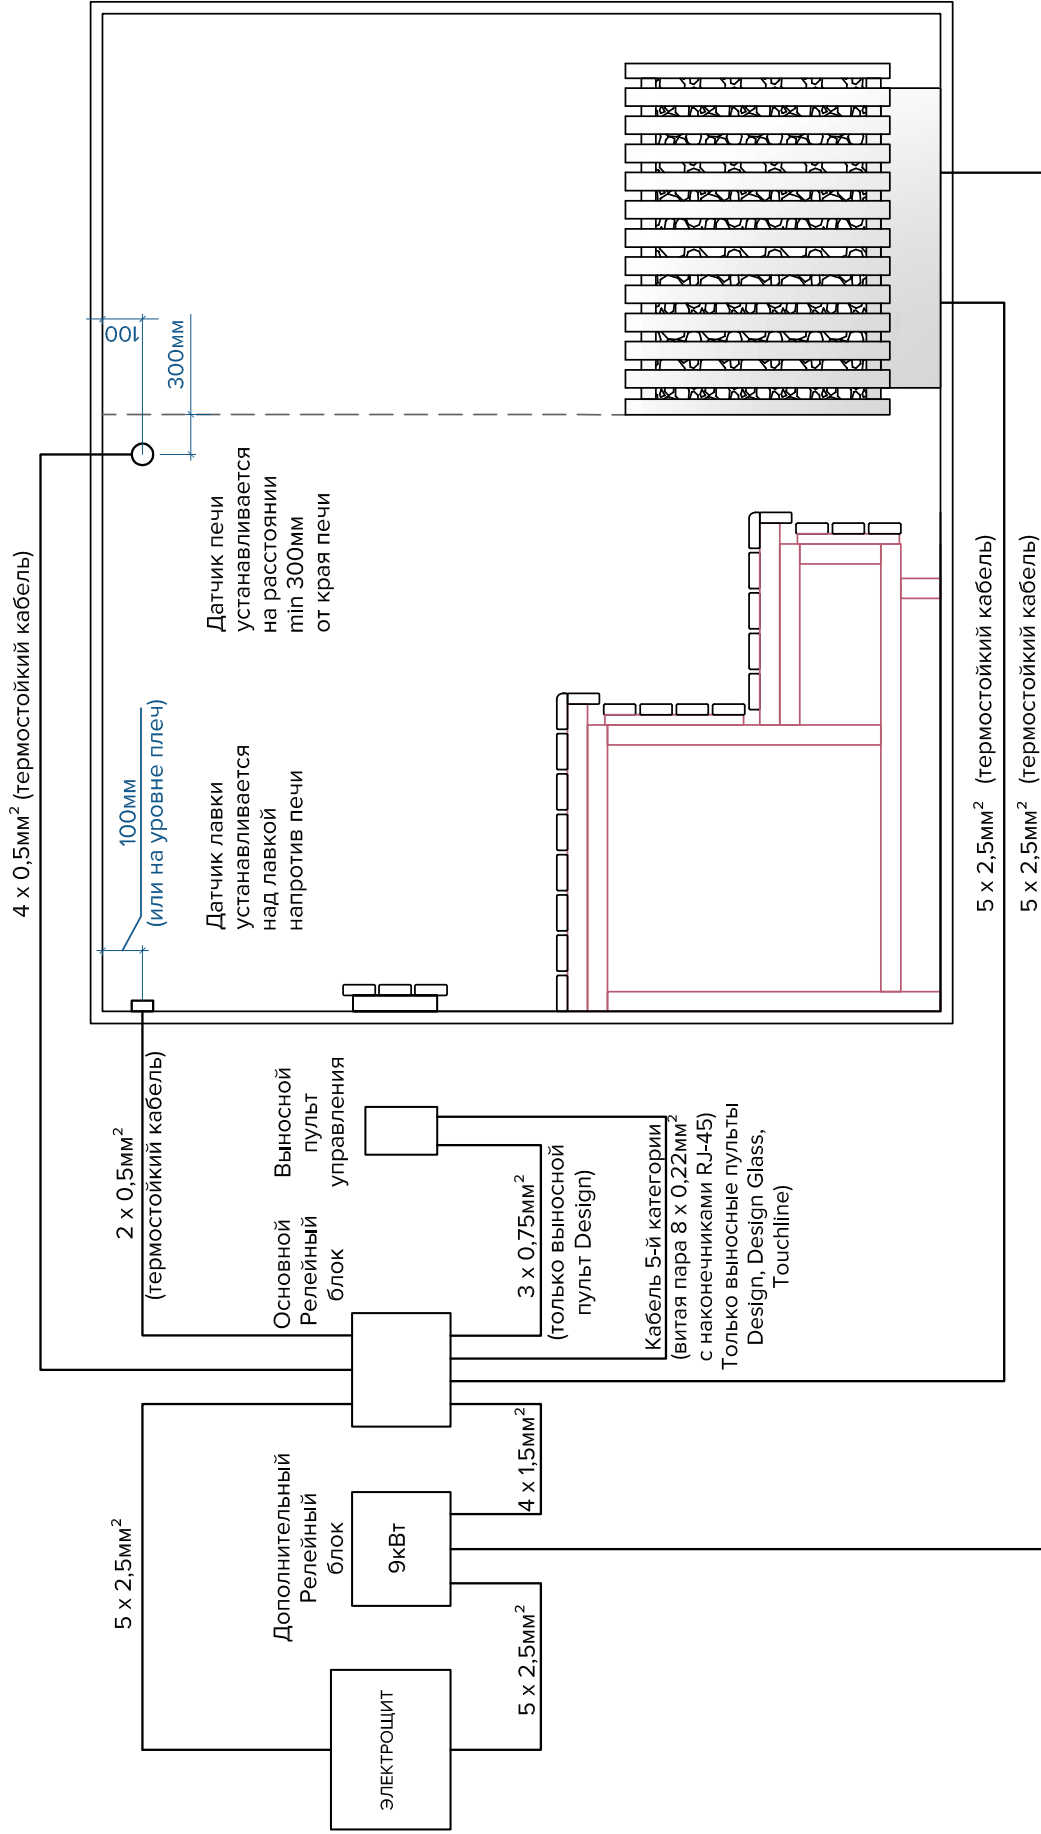 4 x 0,5мм² (термостойкий кабель)
100
300мм
100мм
(или на уровне плеч)
Датчик лавки
устанавливается
над лавкой
напротив печи
Датчик печи
устанавливается
на расстоянии
min 300мм
от края печи
2 x 0,5мм²
(термостойкий кабель)
5 x 2,5мм²
Дополнительный
Релейный
блок
Основной
Релейный
блок
Выносной
пульт
управления
ЭЛЕКТРОЩИТ
9кВт
5 x 2,5мм²
4 x 1,5мм²
3 x 0,75мм²
(только выносной
пульт Design)
Кабель 5-й категории
(витая пара 8 x 0,22мм²
с наконечниками RJ-45)
Только выносные пульты
Design, Design Glass,
Touchline)
5 x 2,5мм² (термостойкий кабель)
5 x 2,5мм² (термостойкий кабель)